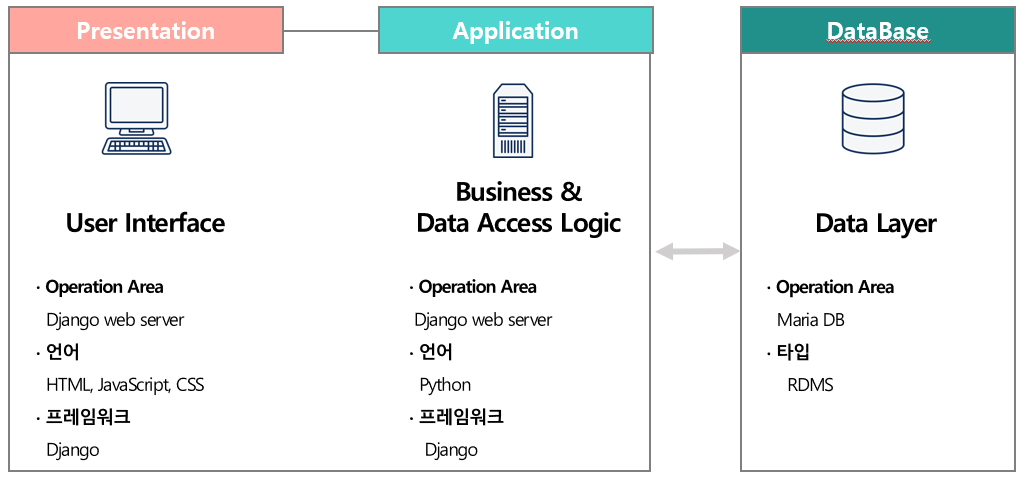 Presentation
Application
DataBase
User Interface
Business &
Data Access Logic
Data Layer
· Operation Area
Django web server
· 언어
HTML, JavaScript, CSS
· 프레임워크
Django
· Operation Area
Django web server
· 언어
Python
· 프레임워크
Django
· Operation Area
Maria DB
· 타입
RDMS